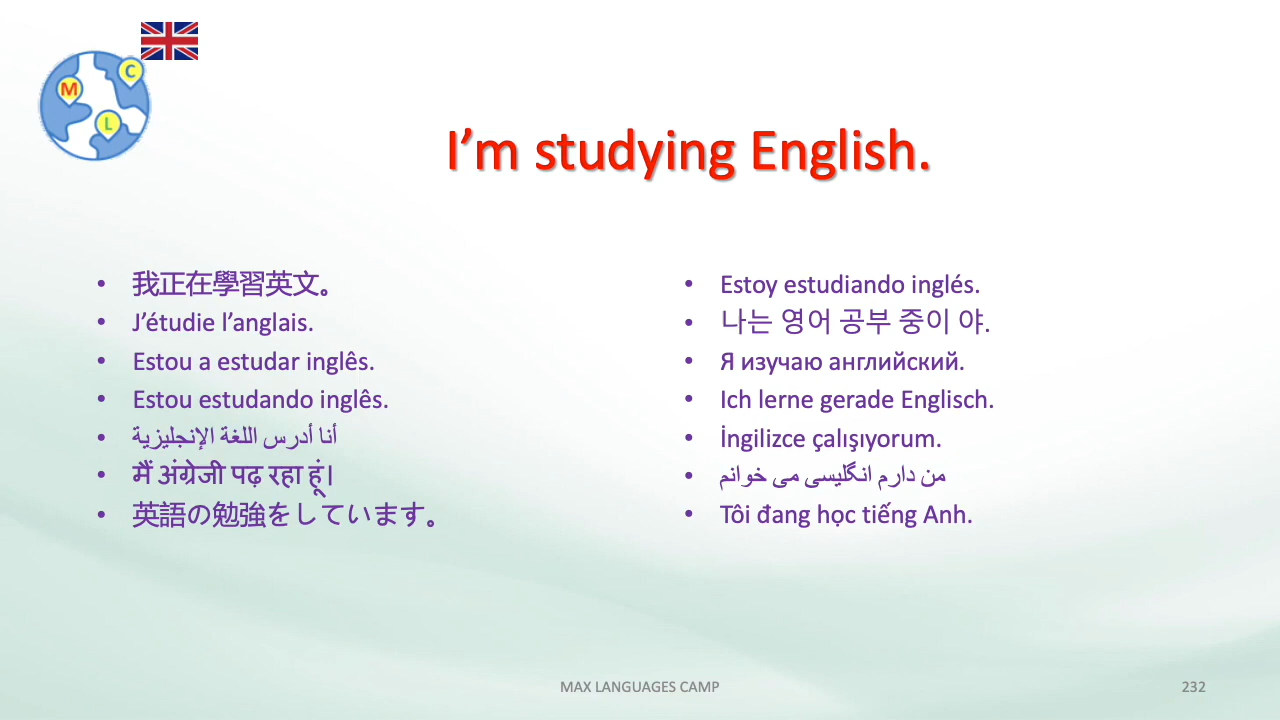 M
C
L
I’m studying English.
我正在學習英文。
J’étudie l’anglais.
Estou a estudar inglês.
Estou estudando inglês.
أنا أدرس اللغة الإنجليزية
मैं अंग्रेजी पढ़ रहा हूं।
英語の勉強をしています。
Estoy estudiando inglés.
나는 영어 공부 중이 야.
Я изучаю английский.
Ich lerne gerade Englisch.
İngilizce çalışıyorum.
من دارم انگلیسی می خوانم
Tôi đang học tiếng Anh.
MAX LANGUAGES CAMP
232